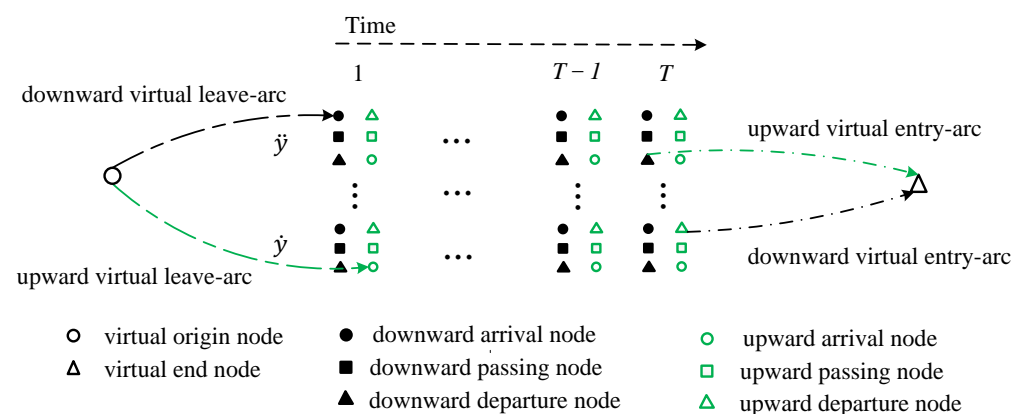 Time
1 T – 1 T
downward virtual leave-arc
ÿ
upward virtual entry-arc
...
...
ẏ
upward virtual leave-arc
...
downward virtual entry-arc
virtual origin node
downward arrival node
upward arrival node
virtual end node
downward passing node
upward passing node
downward departure node
upward departure node